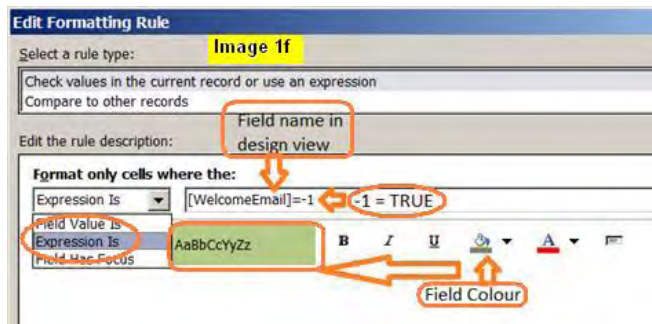 Edit Formatting Rule
Image 1f
Select a rule type:
Check values in the current record or use an expression
Compare to other records
Field name in
design view
Edit the rule description:
Format only cells where the:
Expression Is
[WelcomeEmail]=-1
-1 = TRUE
Field Value Is
Expression Is
Field Has Focus
AaBbCcYyZz
B I U A
Field Colour